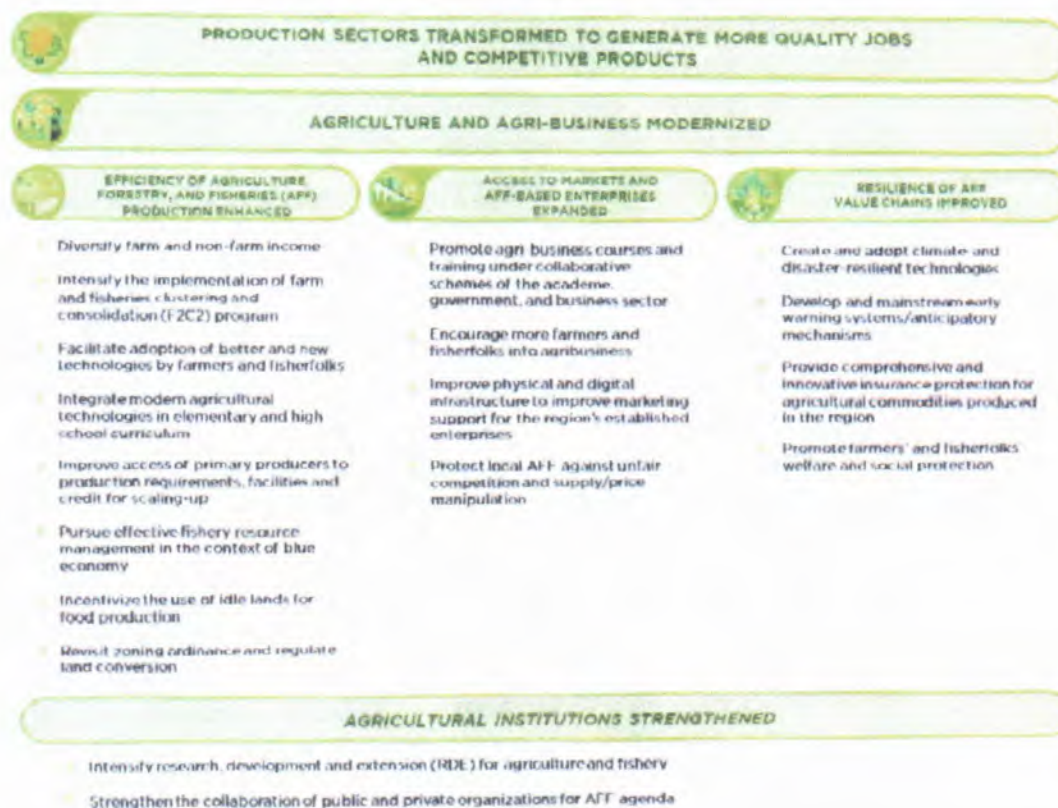 PRODUCTION SECTORS TRANSFORMED TO GENERATE MORE QUALITY JOBS
AND COMPETITIVE PRODUCTS
AGRICULTURE AND AGRI-BUSINESS MODERNIZED
EFFICIENCY OF AGRICULTURE,
FORESTRY, AND FISHERIES (AFF)
PRODUCTION ENHANCED
Diversify farm and non-farm income
Intensify the implementation of farm
and fisheries clustering and
consolidation (F2C2) program
Facilitate adoption of better and new
technologies by farmers and fisherfolks
Integrate modern agricultural
technologies in elementary and high
school curriculum
Improve access of primary producers to
production requirements, facilities and
credit for scaling-up
Pursue effective fishery resource
management in the context of blue
economy
Incentivize the use of idle lands for
food production
Revisit zoning ordinance and regulate
land conversion
ACCESS TO MARKETS AND
AFF-BASED ENTERPRISES
EXPANDED
Promote agri-business courses and
training under collaborative
schemes of the academe,
government, and business sector
Encourage more farmers and
fisherfolks into agribusiness
Improve physical and digital
infrastructure to improve marketing
support for the region's established
enterprises
Protect local AFF against unfair
competition and supply/price
manipulation
RESILIENCE OF AFF
VALUE CHAINS IMPROVED
Create and adopt climate and
disaster-resilient technologies
Develop and mainstream early
warning systems/anticipatory
mechanisms
Provide comprehensive and
innovative insurance protection for
agricultural commodities produced
in the region
Promote farmers' and fisherfolks
welfare and social protection
AGRICULTURAL INSTITUTIONS STRENGTHENED
Intensify research, development and extension (RDE) for agriculture and fishery
Strengthen the collaboration of public and private organizations for AFF agenda